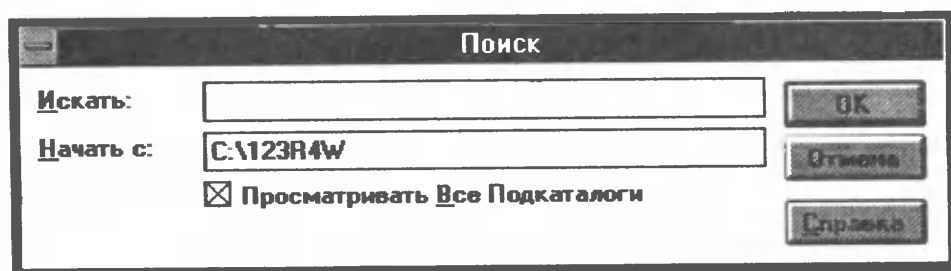 Поиск
Искать:
OK
Начать с:
C:\123R4W
Отмена
Просматривать Все Подкаталоги
Справка